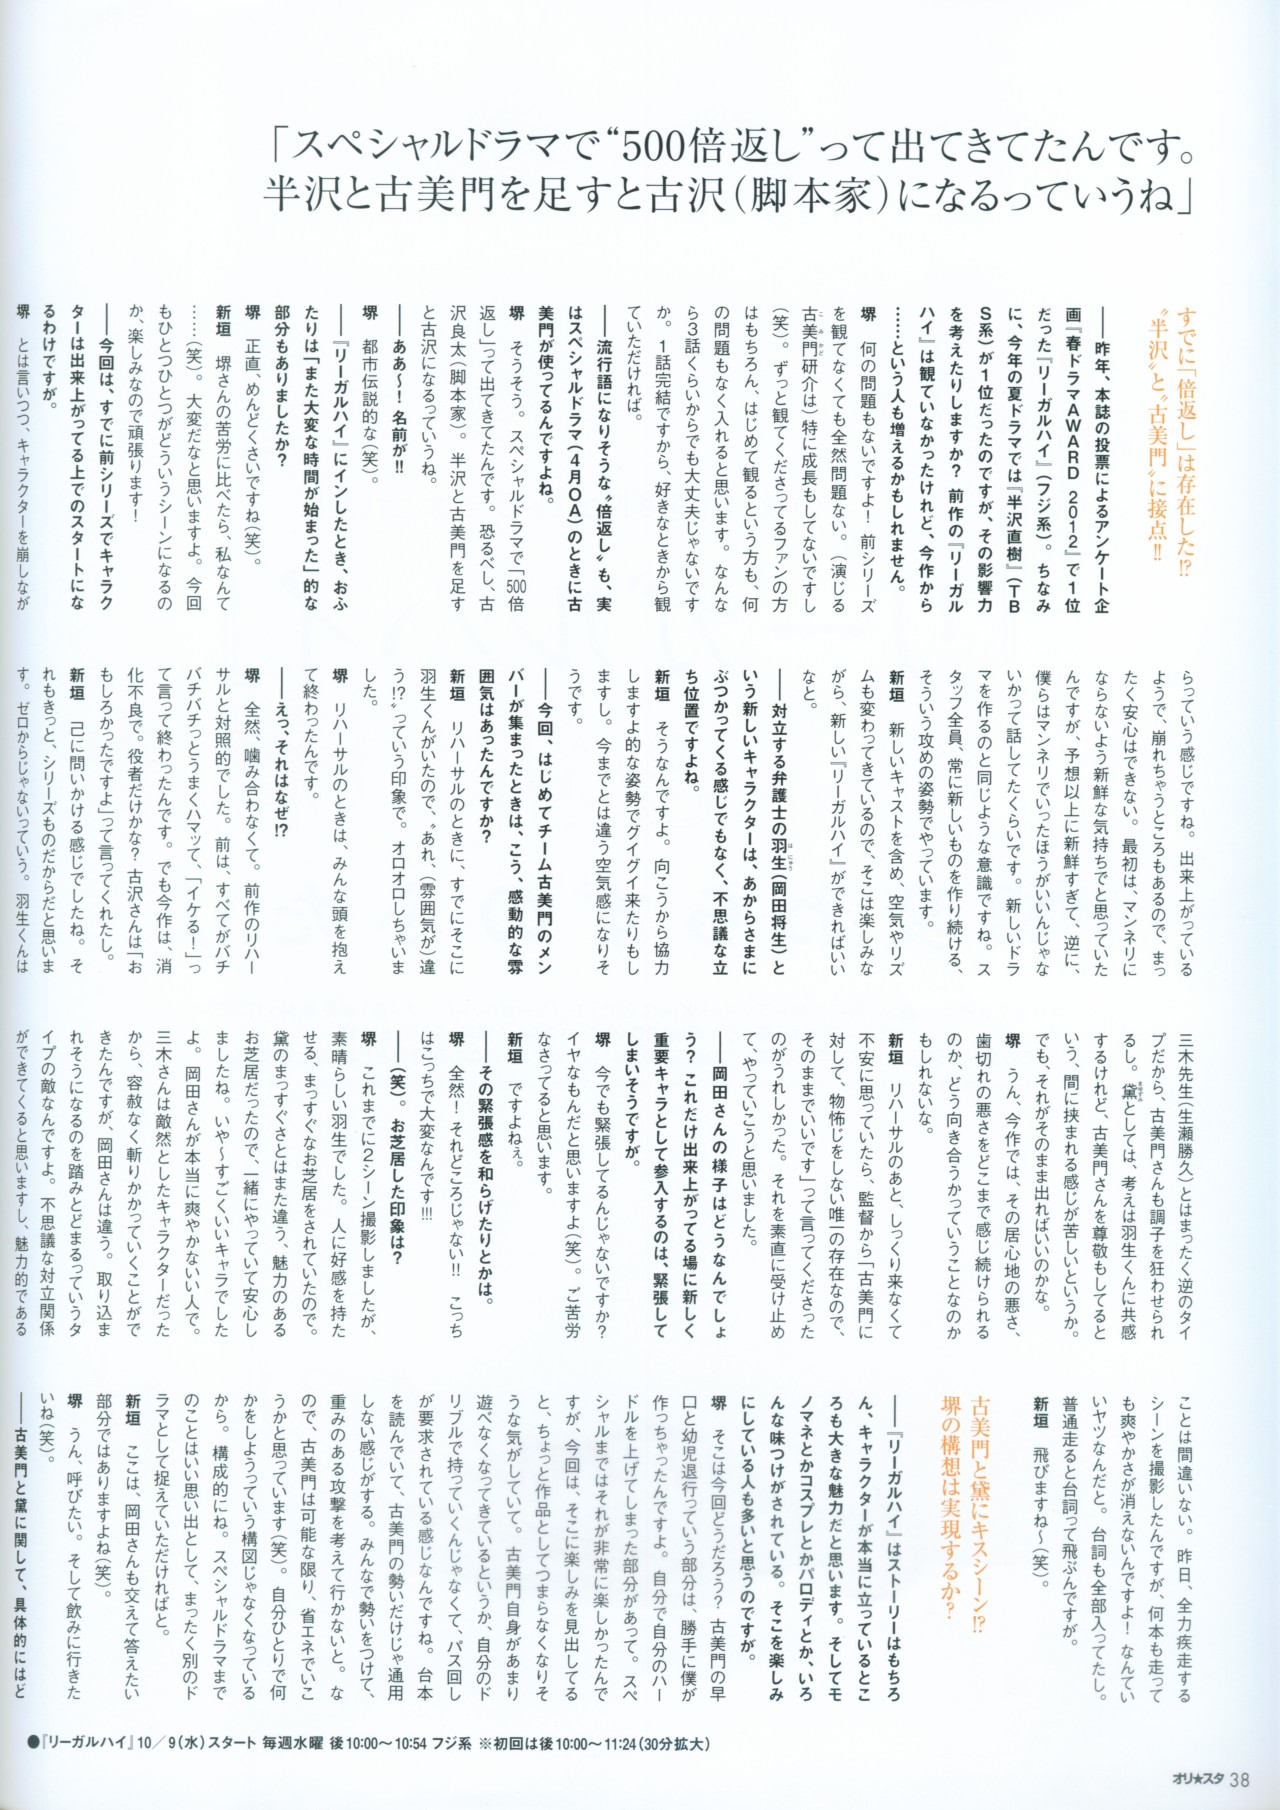 「スペシャルドラマで“500倍返し”って出てきてたんです。
半沢と古美門を足すと古沢（脚本家）になるっていうね」
すでに「倍返し」は存在した!?
〝半沢〟と〝古美門〟に接点!!
――昨年、本誌の投票によるアンケート企
画『春ドラマAWARD 2012』で1位
だった『リーガルハイ』（フジ系）。ちなみ
に、今年の夏ドラマでは『半沢直樹』（TB
S系）が1位だったのですが、その影響力
を考えたりしますか？ 前作の『リーガル
ハイ』は観ていなかったけれど、今作から
……という人も増えるかもしれません。
堺　何の問題もないですよ！ 前シリーズ
を観てなくても全然問題ない。（演じる
古美門研介は）特に成長もしてないですし
（笑）。ずっと観てくださってるファンの方
はもちろん、はじめて観るという方も、何
の問題もなく入れると思います。なんな
ら3話くらいからでも大丈夫じゃないです
か。1話完結ですから、好きなときから観
ていただければ。
――流行語になりそうな〝倍返し〟も、実
はスペシャルドラマ（4月OA）のときに古
美門が使ってるんですよね。
堺　そうそう。スペシャルドラマで「500倍
返し」って出てきてたんです。恐るべし、古
沢良太（脚本家）。半沢と古美門を足す
と古沢になるっていうね。
――ああ〜！ 名前が!!
堺　都市伝説的な（笑）。
――『リーガルハイ』にインしたとき、おふ
たりは「また大変な時間が始まった」的な
部分もありましたか？
堺　正直、めんどくさいですね（笑）。
新垣　堺さんの苦労に比べたら、私なんて
……（笑）。大変だなと思いますよ。今回
もひとつひとつがどういうシーンになるの
か、楽しみなので頑張ります！
――今回は、すでに前シリーズでキャラク
ターは出来上がってる上でのスタートにな
るわけですが。
堺　とは言いつつ、キャラクターを崩しなが
らっていう感じですね。出来上がっている
ようで、崩れちゃうところもあるので、まっ
たく安心はできない。最初は、マンネリに
ならないよう新鮮な気持ちでと思っていた
んですが、予想以上に新鮮すぎて、逆に、
僕らはマンネリでいったほうがいいんじゃな
いかって話してたくらいです。新しいドラ
マを作るのと同じような意識ですね。ス
タッフ全員、常に新しいものを作り続ける、
そういう攻めの姿勢でやっています。
新垣　新しいキャストを含め、空気やリズ
ムも変わってきているので、そこは楽しみな
がら、新しい『リーガルハイ』ができればいい
なと。
――対立する弁護士の羽生（岡田将生）と
いう新しいキャラクターは、あからさまに
ぶつかってくる感じでもなく、不思議な立
ち位置ですよね。
新垣　そうなんですよ。向こうから協力
しますよ的な姿勢でグイグイ来たりもし
ますし。今までとは違う空気感になりそ
うです。
――今回、はじめてチーム古美門のメン
バーが集まったときは、こう、感動的な雰
囲気はあったんですか？
新垣　リハーサルのときに、すでにそこに
羽生くんがいたので、〝あれ、（雰囲気が）違
う!?〟っていう印象で。オロオロしちゃいま
した。
堺　リハーサルのときは、みんな頭を抱え
て終わったんです。
――えっ、それはなぜ!?
堺　全然、噛み合わなくて。前作のリハー
サルと対照的でした。前は、すべてがバチ
バチバチっとうまくハマッて、「イケる！」っ
て言って終わったんです。でも今作は、消
化不良で。役者だけかな？ 古沢さんは「お
もしろかったですよ」って言ってくれたし。
新垣　己に問いかける感じでしたね。そ
れもきっと、シリーズものだからだと思いま
す。ゼロからじゃないっていう。羽生くんは
三木先生（生瀬勝久）とはまったく逆のタイ
プだから、古美門さんも調子を狂わせられ
るし。黛としては、考えは羽生くんに共感
するけれど、古美門さんを尊敬もしてると
いう、間に挟まれる感じが苦しいというか。
でも、それがそのまま出ればいいのかな。
堺　うん、今作では、その居心地の悪さ、
歯切れの悪さをどこまで感じ続けられる
のか、どう向き合うかっていうことなのか
もしれないな。
新垣　リハーサルのあと、しっくり来なくて
不安に思っていたら、監督から「古美門に
対して、物怖じをしない唯一の存在なので、
そのままでいいです」って言ってくださった
のがうれしかった。それを素直に受け止め
て、やっていこうと思いました。
――岡田さんの様子はどうなんでしょ
う？ これだけ出来上がってる場に新しく
重要キャラとして参入するのは、緊張して
しまいそうですが。
堺　今でも緊張してるんじゃないですか？
イヤなもんだと思いますよ（笑）。ご苦労
なさってると思います。
新垣　ですよねぇ。
――その緊張感を和らげたりとかは。
堺　全然！ それどころじゃない!! こっち
はこっちで大変なんです!!!
――（笑）。お芝居した印象は？
堺　これまでに2シーン撮影しましたが、
素晴らしい羽生でした。人に好感を持た
せる、まっすぐなお芝居をされていたので。
黛のまっすぐさとはまた違う、魅力のある
お芝居だったので、一緒にやっていて安心し
ましたね。いや〜すごくいいキャラでした
よ。岡田さんが本当に爽やかないい人で。
三木さんは敵然としたキャラクターだった
から、容赦なく斬りかかっていくことがで
きたんですが、岡田さんは違う。取り込ま
れそうになるのを踏みとどまるっていうタ
イプの敵なんですよ。不思議な対立関係
ができてくると思いますし、魅力的である
ことは間違いない。昨日、全力疾走する
シーンを撮影したんですが、何本も走って
も爽やかさが消えないんですよ！ なんてい
いヤツなんだと。台詞も全部入ってたし。
普通走ると台詞って飛ぶんですが。
新垣　飛びますね〜（笑）。
古美門と黛にキスシーン!?
堺の構想は実現するか？
――『リーガルハイ』はストーリーはもちろ
ん、キャラクターが本当に立っているとこ
ろも大きな魅力だと思います。そしてモ
ノマネとかコスプレとかパロディとか、いろ
んな味つけがされている。そこを楽しみ
にしている人も多いと思うのですが。
堺　そこは今回どうだろう？ 古美門の早
口と幼児退行っていう部分は、勝手に僕が
作っちゃったんですよ。自分で自分のハー
ドルを上げてしまった部分があって。スペ
シャルまではそれが非常に楽しかったんで
すが、今回は、そこに楽しみを見出してる
と、ちょっと作品としてつまらなくなりそ
うな気がしていて。古美門自身があまり
遊べなくなってきているというか、自分のド
リブルで持っていくんじゃなくて、パス回し
が要求されている感じなんですね。台本
を読んでいて、古美門の勢いだけじゃ通用
しない感じがする。みんなで勢いをつけて、
重みのある攻撃を考えて行かないと。な
ので、古美門は可能な限り、省エネでいこ
うかと思っています（笑）。自分ひとりで何
かをしようっていう構図じゃなくなっている
から。構成的にね。スペシャルドラマまで
のことはいい思い出として、まったく別のド
ラマとして捉えていただければと。
新垣　ここは、岡田さんも交えて答えたい
部分ではありますよね（笑）。
堺　うん、呼びたい。そして飲みに行きた
いね（笑）。
――古美門と黛に関して、具体的にはど
●『リーガルハイ』10／9（水）スタート 毎週水曜 後10:00〜10:54 フジ系 ※初回は後10:00〜11:24（30分拡大）
オリ★スタ 38